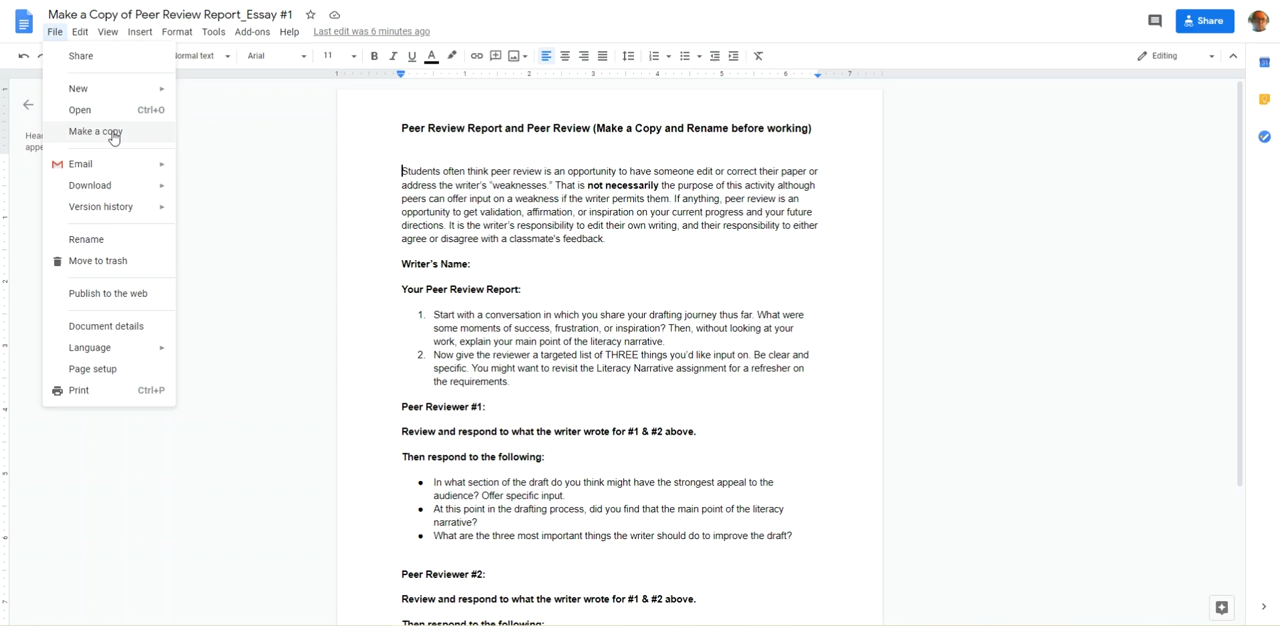 Make a Copy of Peer Review Report_Essay #1
File Edit View Insert Format Tools Add-ons Help Last edit was 6 minutes ago
Share
Normal text Arial 11 B I U A Editing
1 1 2 3 4 5 6 7
Share
New
Open Ctrl+O
Make a copy
Email
Download
Version history
Rename
Move to trash
Publish to the web
Document details
Language
Page setup
Print Ctrl+P
Peer Review Report and Peer Review (Make a Copy and Rename before working)
Students often think peer review is an opportunity to have someone edit or correct their paper or
address the writer's "weaknesses." That is not necessarily the purpose of this activity although
peers can offer input on a weakness if the writer permits them. If anything, peer review is an
opportunity to get validation, affirmation, or inspiration on your current progress and your future
directions. It is the writer's responsibility to edit their own writing, and their responsibility to either
agree or disagree with a classmate's feedback.
Writer's Name:
Your Peer Review Report:
1. Start with a conversation in which you share your drafting journey thus far. What were
some moments of success, frustration, or inspiration? Then, without looking at your
work, explain your main point of the literacy narrative.
2. Now give the reviewer a targeted list of THREE things you'd like input on. Be clear and
specific. You might want to revisit the Literacy Narrative assignment for a refresher on
the requirements.
Peer Reviewer #1:
Review and respond to what the writer wrote for #1 & #2 above.
Then respond to the following:
● In what section of the draft do you think might have the strongest appeal to the
audience? Offer specific input.
● At this point in the drafting process, did you find that the main point of the literacy
narrative?
● What are the three most important things the writer should do to improve the draft?
Peer Reviewer #2:
Review and respond to what the writer wrote for #1 & #2 above.
Then respond to the following: